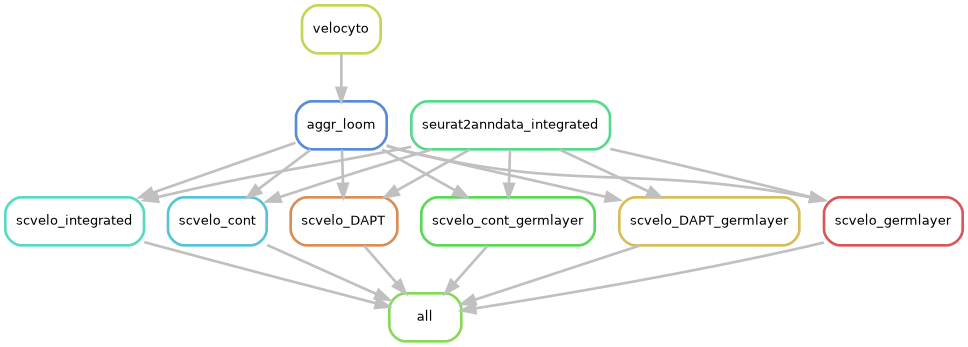 velocyto
aggr_loom
seurat2anndata_integrated
scvelo_integrated
scvelo_cont
scvelo_DAPT
scvelo_cont_germlayer
scvelo_DAPT_germlayer
scvelo_germlayer
all